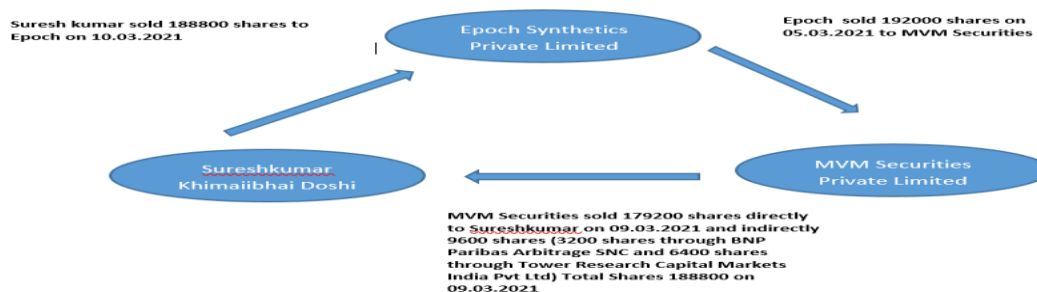 Suresh kumar sold 188800 shares to
Epoch on 10.03.2021
Epoch Synthetics
Private Limited
Epoch sold 192000 shares on
05.03.2021 to MVM Securities
Sureshkumar
Khimaiibhai Doshi
MVM Securities
Private Limited
MVM Securities sold 179200 shares directly
to Sureshkumar on 09.03.2021 and indirectly
9600 shares (3200 shares through BNP
Paribas Arbitrage SNC and 6400 shares
through Tower Research Capital Markets
India Pvt Ltd) Total Shares 188800 on
09.03.2021